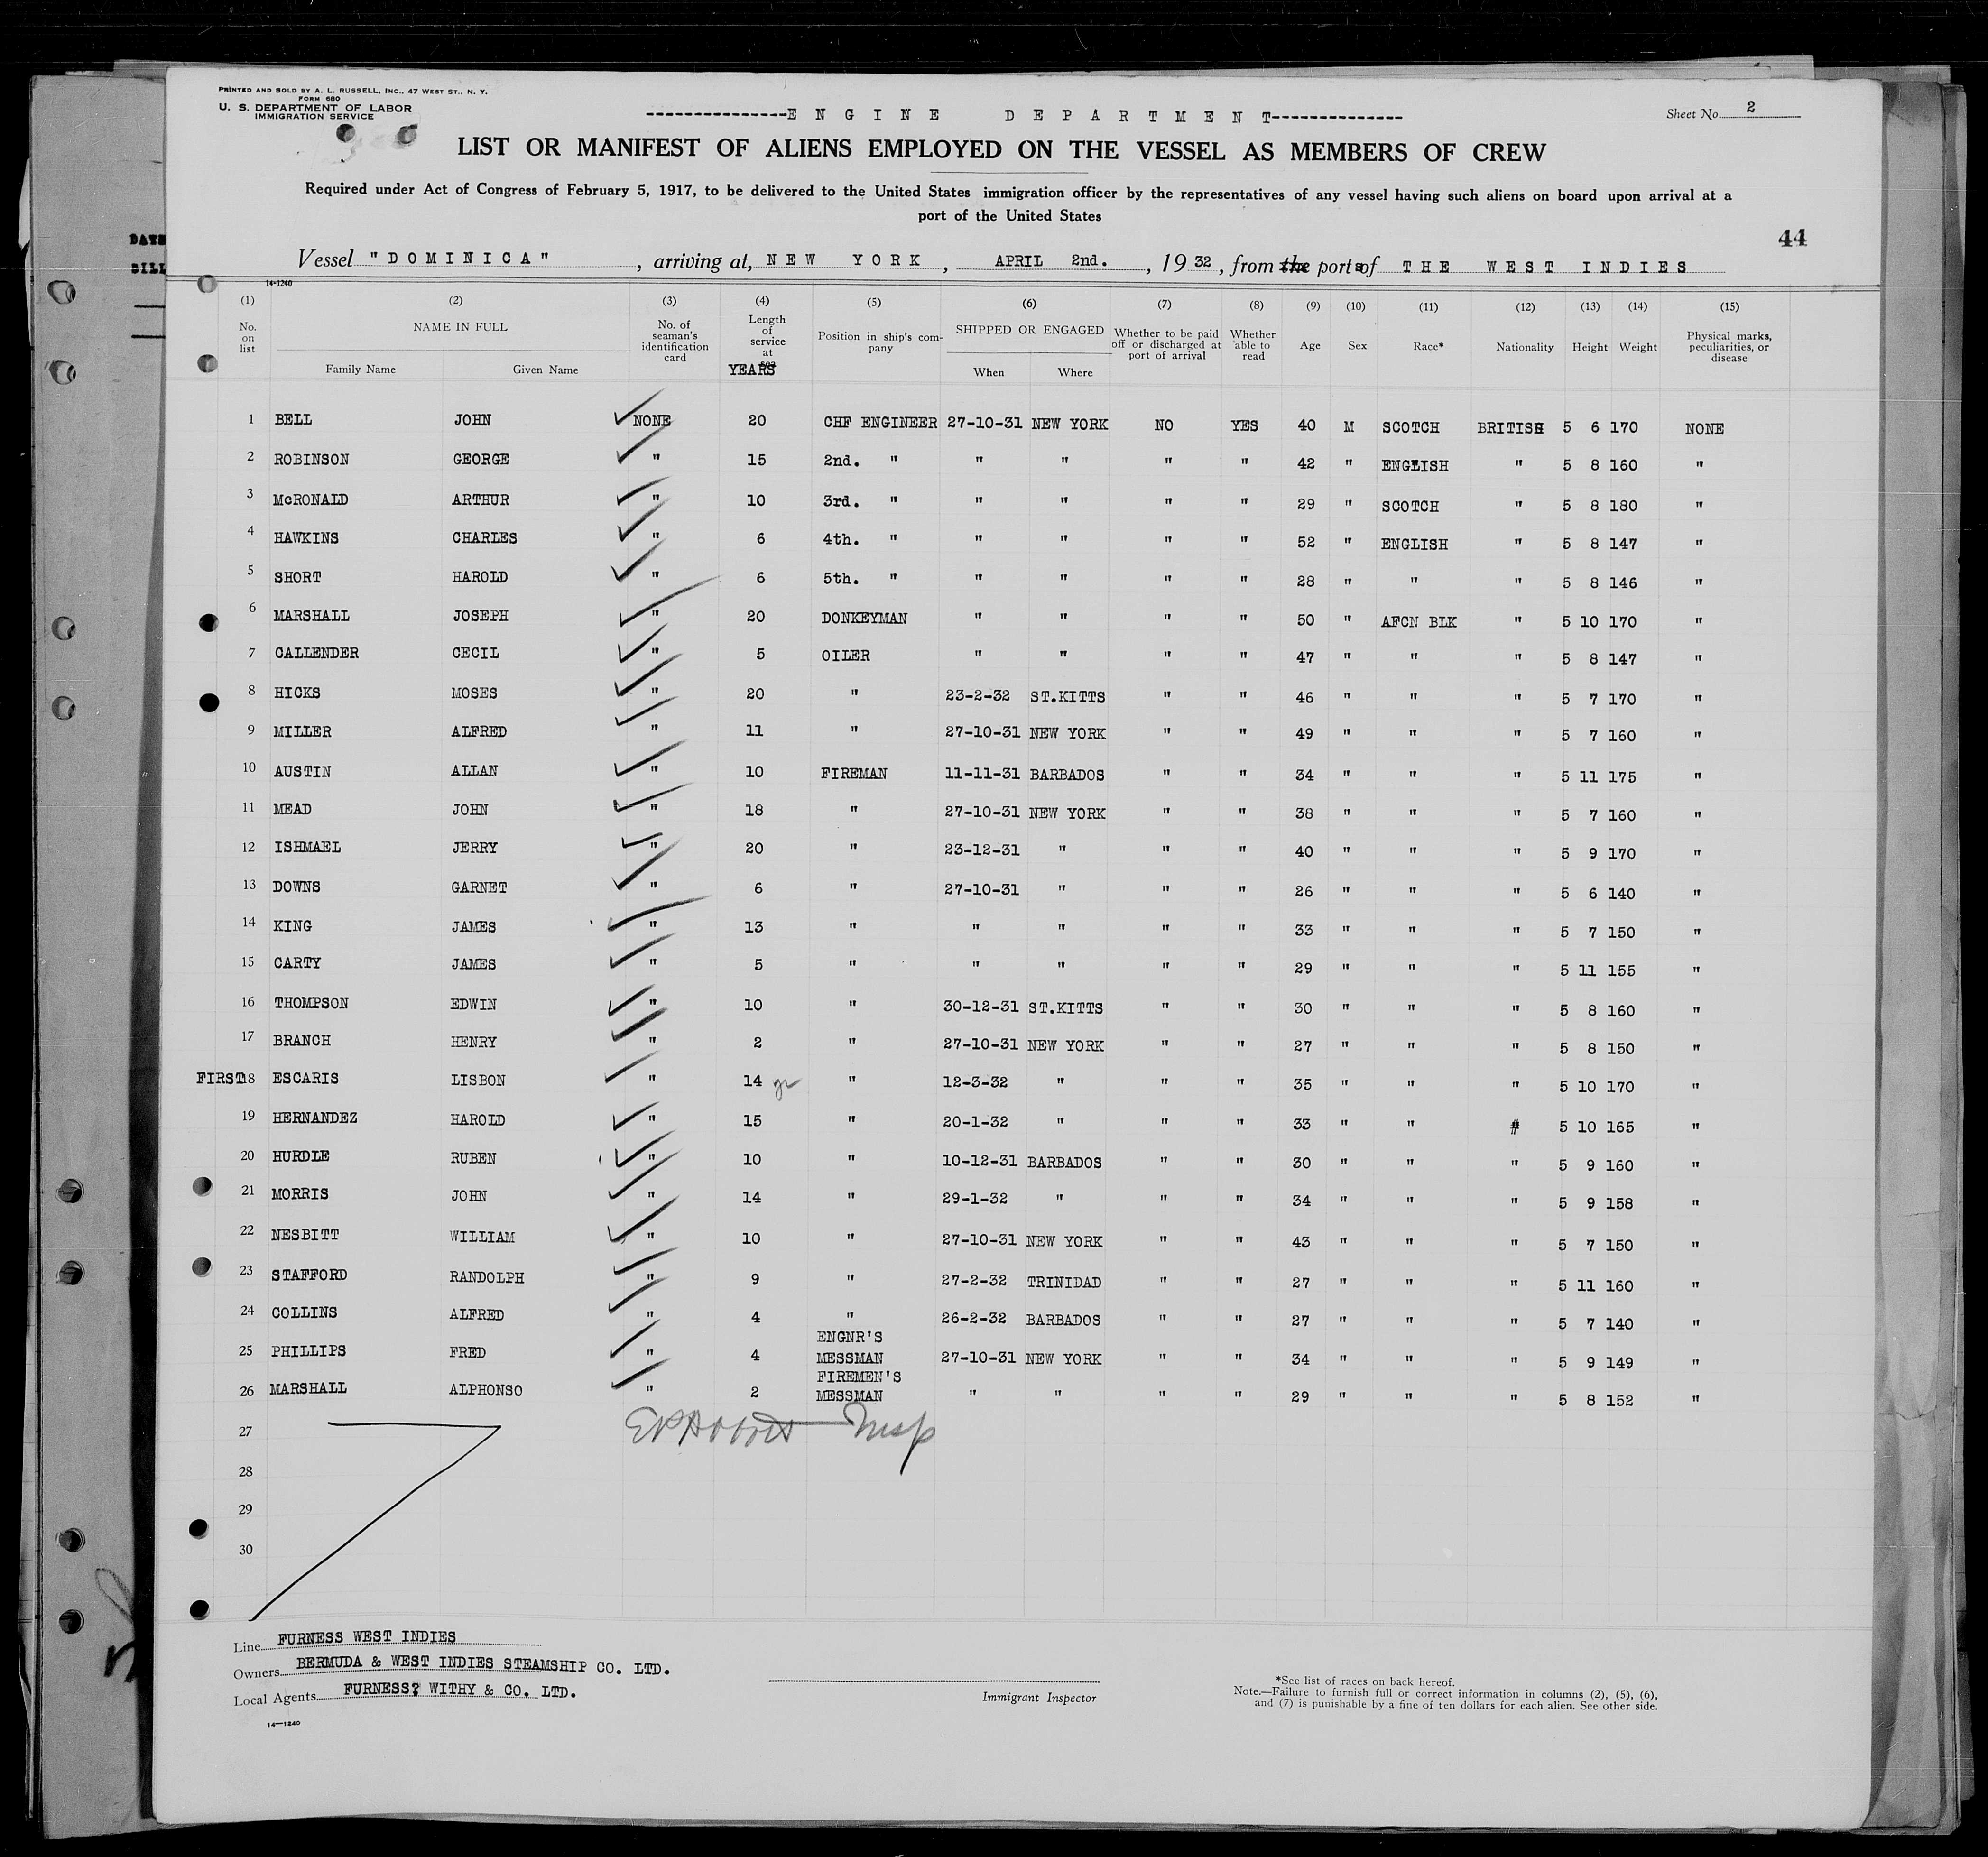 PRINTED AND SOLD BY A. L. RUSSELL, INC., 47 WEST ST., N. Y.
FORM 680
U. S. DEPARTMENT OF LABOR
IMMIGRATION SERVICE
---------------E N G I N E D E P A R T M E N T--------------
Sheet No. 2
LIST OR MANIFEST OF ALIENS EMPLOYED ON THE VESSEL AS MEMBERS OF CREW
Required under Act of Congress of February 5, 1917, to be delivered to the United States immigration officer by the representatives of any vessel having such aliens on board upon arrival at a
port of the United States
44
DATE
BILL
Vessel "DOMINICA", arriving at, NEW YORK, APRIL 2nd., 1932, from the ports of THE WEST INDIES
14-1240
(1) (2) (3) (4) (5) (6) (7) (8) (9) (10) (11) (12) (13) (14) (15)
No. on list NAME IN FULL Family Name Given Name No. of seaman's identification card Length of service at YEARS Position in ship's company SHIPPED OR ENGAGED When Where Whether to be paid off or discharged at port of arrival Whether able to read Age Sex Race* Nationality Height Weight Physical marks, peculiarities, or disease
1 BELL JOHN NONE 20 CHF ENGINEER 27-10-31 NEW YORK NO YES 40 M SCOTCH BRITISH 5 6 170 NONE
2 ROBINSON GEORGE " 15 2nd. " " " " " 42 " ENGLISH " 5 8 160 "
3 McRONALD ARTHUR " 10 3rd. " " " " " 29 " SCOTCH " 5 8 180 "
4 HAWKINS CHARLES " 6 4th. " " " " " 52 " ENGLISH " 5 8 147 "
5 SHORT HAROLD " 6 5th. " " " " " 28 " " " 5 8 146 "
6 MARSHALL JOSEPH " 20 DONKEYMAN " " " " 50 " AFCN BLK " 5 10 170 "
7 CALLENDER CECIL " 5 OILER " " " " 47 " " " 5 8 147 "
8 HICKS MOSES " 20 " 23-2-32 ST.KITTS " " 46 " " " 5 7 170 "
9 MILLER ALFRED " 11 " 27-10-31 NEW YORK " " 49 " " " 5 7 160 "
10 AUSTIN ALLAN " 10 FIREMAN 11-11-31 BARBADOS " " 34 " " " 5 11 175 "
11 MEAD JOHN " 18 " 27-10-31 NEW YORK " " 38 " " " 5 7 160 "
12 ISHMAEL JERRY " 20 " 23-12-31 " " " 40 " " " 5 9 170 "
13 DOWNS GARNET " 6 " 27-10-31 " " " 26 " " " 5 6 140 "
14 KING JAMES " 13 " " " " " 33 " " " 5 7 150 "
15 CARTY JAMES " 5 " " " " " 29 " " " 5 11 155 "
16 THOMPSON EDWIN " 10 " 30-12-31 ST.KITTS " " 30 " " " 5 8 160 "
17 BRANCH HENRY " 2 " 27-10-31 NEW YORK " " 27 " " " 5 8 150 "
FIRST 18 ESCARIS LISBON " 14 " 12-3-32 " " " 35 " " " 5 10 170 "
19 HERNANDEZ HAROLD " 15 " 20-1-32 " " " 33 " " # 5 10 165 "
20 HURDLE RUBEN " 10 " 10-12-31 BARBADOS " " 30 " " " 5 9 160 "
21 MORRIS JOHN " 14 " 29-1-32 " " " 34 " " " 5 9 158 "
22 NESBITT WILLIAM " 10 " 27-10-31 NEW YORK " " 43 " " " 5 7 150 "
23 STAFFORD RANDOLPH " 9 " 27-2-32 TRINIDAD " " 27 " " " 5 11 160 "
24 COLLINS ALFRED " 4 " 26-2-32 BARBADOS " " 27 " " " 5 7 140 "
25 PHILLIPS FRED " 4 ENGNR'S MESSMAN 27-10-31 NEW YORK " " 34 " " " 5 9 149 "
26 MARSHALL ALPHONSO " 2 FIREMEN'S MESSMAN " " " " 29 " " " 5 8 152 "
27
28
29
30
Line FURNESS WEST INDIES
Owners BERMUDA & WEST INDIES STEAMSHIP CO. LTD.
Local Agents FURNESS? WITHY & CO. LTD.
14—1240
Immigrant Inspector
*See list of races on back hereof.
Note.—Failure to furnish full or correct information in columns (2), (5), (6),
and (7) is punishable by a fine of ten dollars for each alien. See other side.